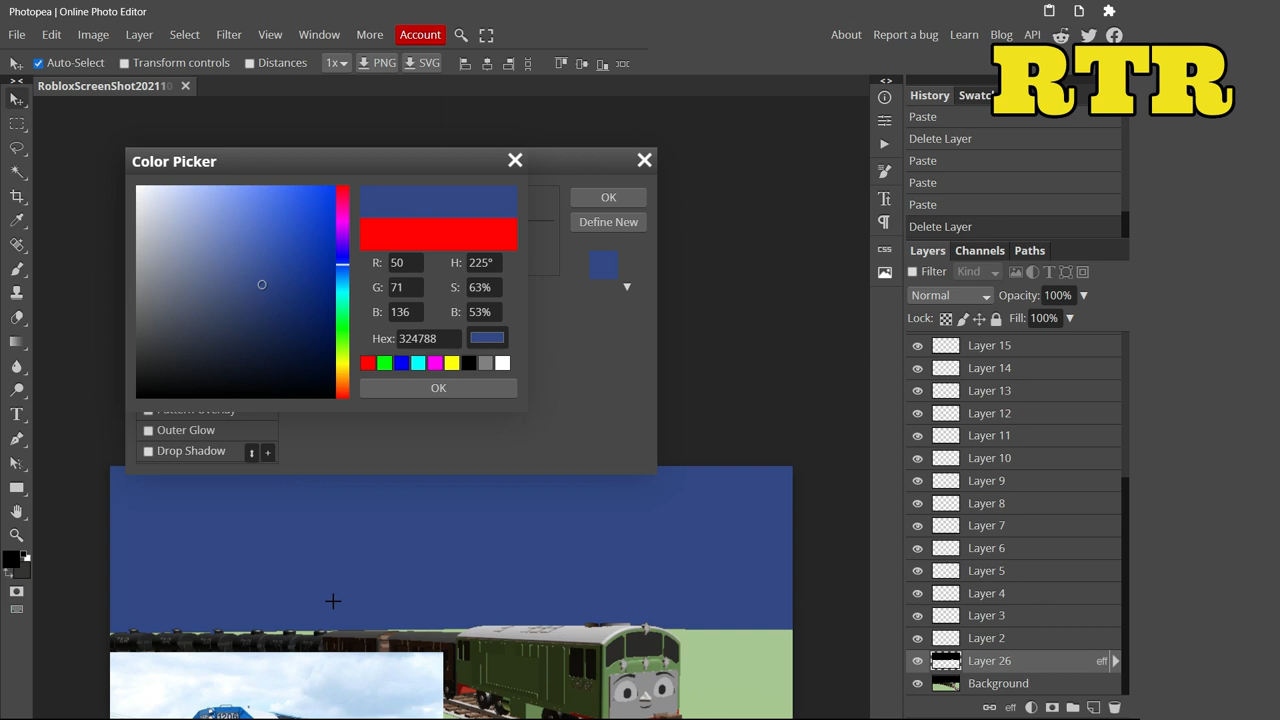 Photopea | Online Photo Editor
File Edit Image Layer Select Filter View Window More Account
About Report a bug Learn Blog API
Auto-Select Transform controls Distances 1x PNG SVG
RTR
RobloxScreenShot202110
History Swatc
Paste
Delete Layer
Paste
Paste
Paste
Delete Layer
Color Picker
OK
Define New
R: 50 H: 225°
G: 71 S: 63%
B: 136 B: 53%
Hex: 324788
OK
Pattern Overlay
Outer Glow
Drop Shadow
CSS
Layers Channels Paths
Filter Kind
Normal Opacity: 100%
Lock: Fill: 100%
Layer 15
Layer 14
Layer 13
Layer 12
Layer 11
Layer 10
Layer 9
Layer 8
Layer 7
Layer 6
Layer 5
Layer 4
Layer 3
Layer 2
Layer 26 eff
Background
eff
1206